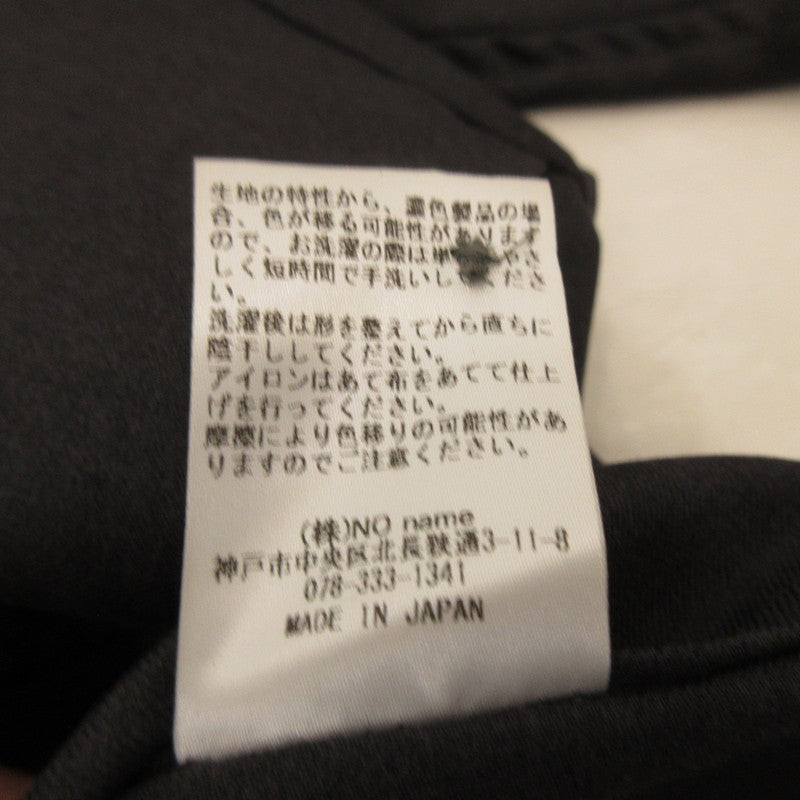 生地の特性から、濃色製品の場
合、色が移る可能性があります
ので、お洗濯の際は単 やさ
しく短時間で手洗いし くださ
い。
洗濯後は形を整えてから直ちに
陰干ししてください。
アイロンはあて布をあてて仕上
げを行ってください。
摩擦により色移りの可能性があ
りますのでご注意ください。
(株)NO name
神戸市中央区北長狭通3-11-8
078-333-1341
MADE IN JAPAN